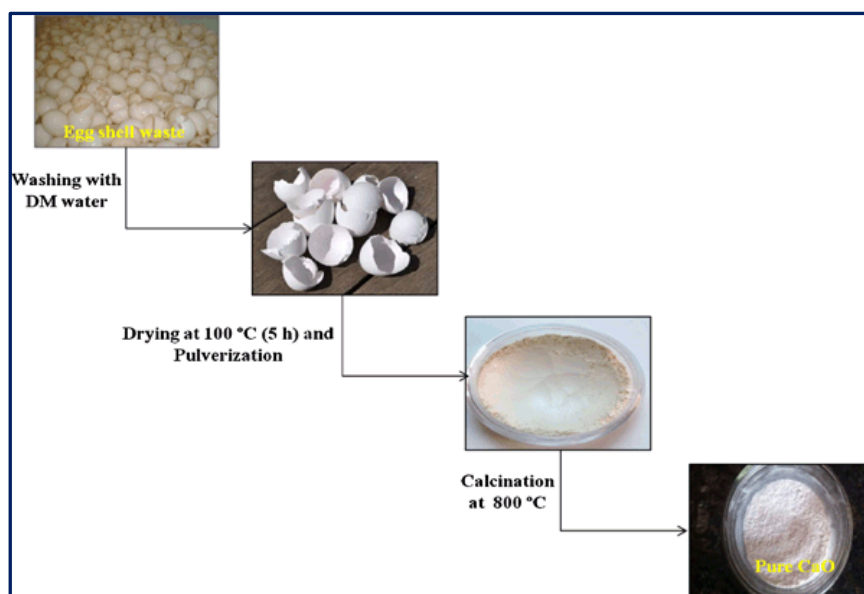 Egg shell waste
Washing with
DM water
Drying at 100 °C (5 h) and
Pulverization
Calcination
at 800 °C
Pure CaO